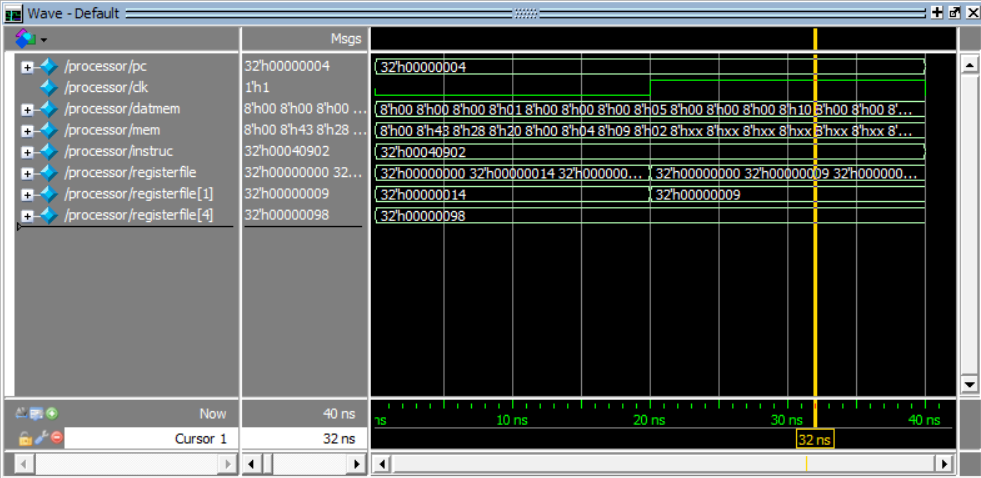 Wave - Default
Msgs
/processor/pc 32'h00000004 32'h00000004
/processor/clk 1'h1
/processor/datmem 8'h00 8'h00 8'h00 ... 8'h00 8'h00 8'h00 8'h01 8'h00 8'h00 8'h00 8'h05 8'h00 8'h00 8'h00 8'h10 8'h00 8'h00 8'...
/processor/mem 8'h00 8'h43 8'h28 ... 8'h00 8'h43 8'h28 8'h20 8'h00 8'h04 8'h09 8'h02 8'hxx 8'hxx 8'hxx 8'hxx 8'hxx 8'hxx 8'...
/processor/instruc 32'h00040902 32'h00040902
/processor/registerfile 32'h00000000 32... 32'h00000000 32'h00000014 32'h000000... 32'h00000000 32'h00000009 32'h000000...
/processor/registerfile[1] 32'h00000009 32'h00000014 32'h00000009
/processor/registerfile[4] 32'h00000098 32'h00000098
Now 40 ns ns 10 ns 20 ns 30 ns 40 ns
Cursor 1 32 ns 32 ns